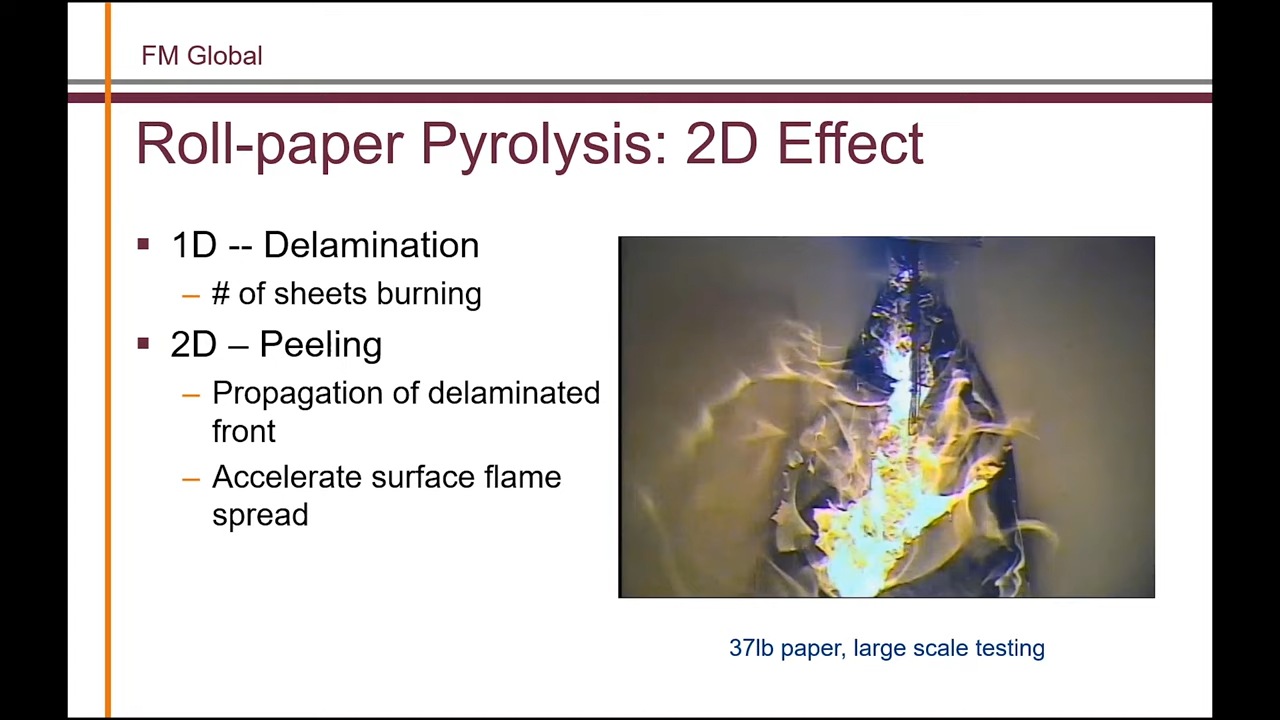 FM Global
Roll-paper Pyrolysis: 2D Effect
▪ 1D -- Delamination
– # of sheets burning
▪ 2D – Peeling
– Propagation of delaminated
front
– Accelerate surface flame
spread
37lb paper, large scale testing